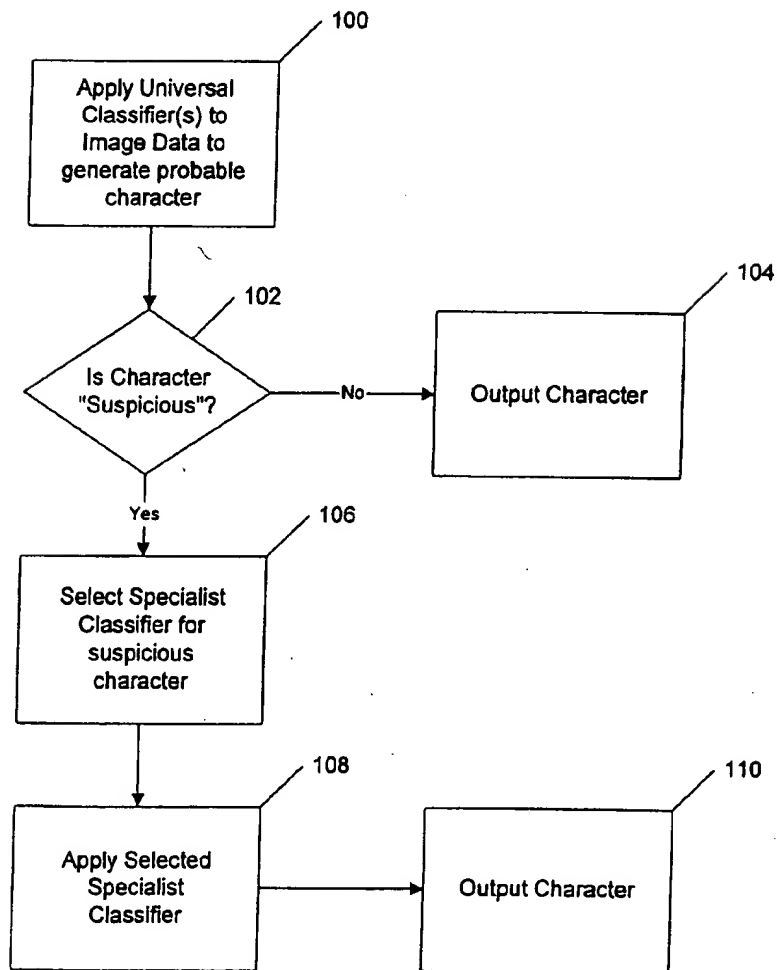 100
Apply Universal
Classifier(s) to
Image Data to
generate probable
character
102
Is Character
"Suspicious"?
No
104
Output Character
Yes
106
Select Specialist
Classifier for
suspicious
character
108
Apply Selected
Specialist
Classifier
110
Output Character